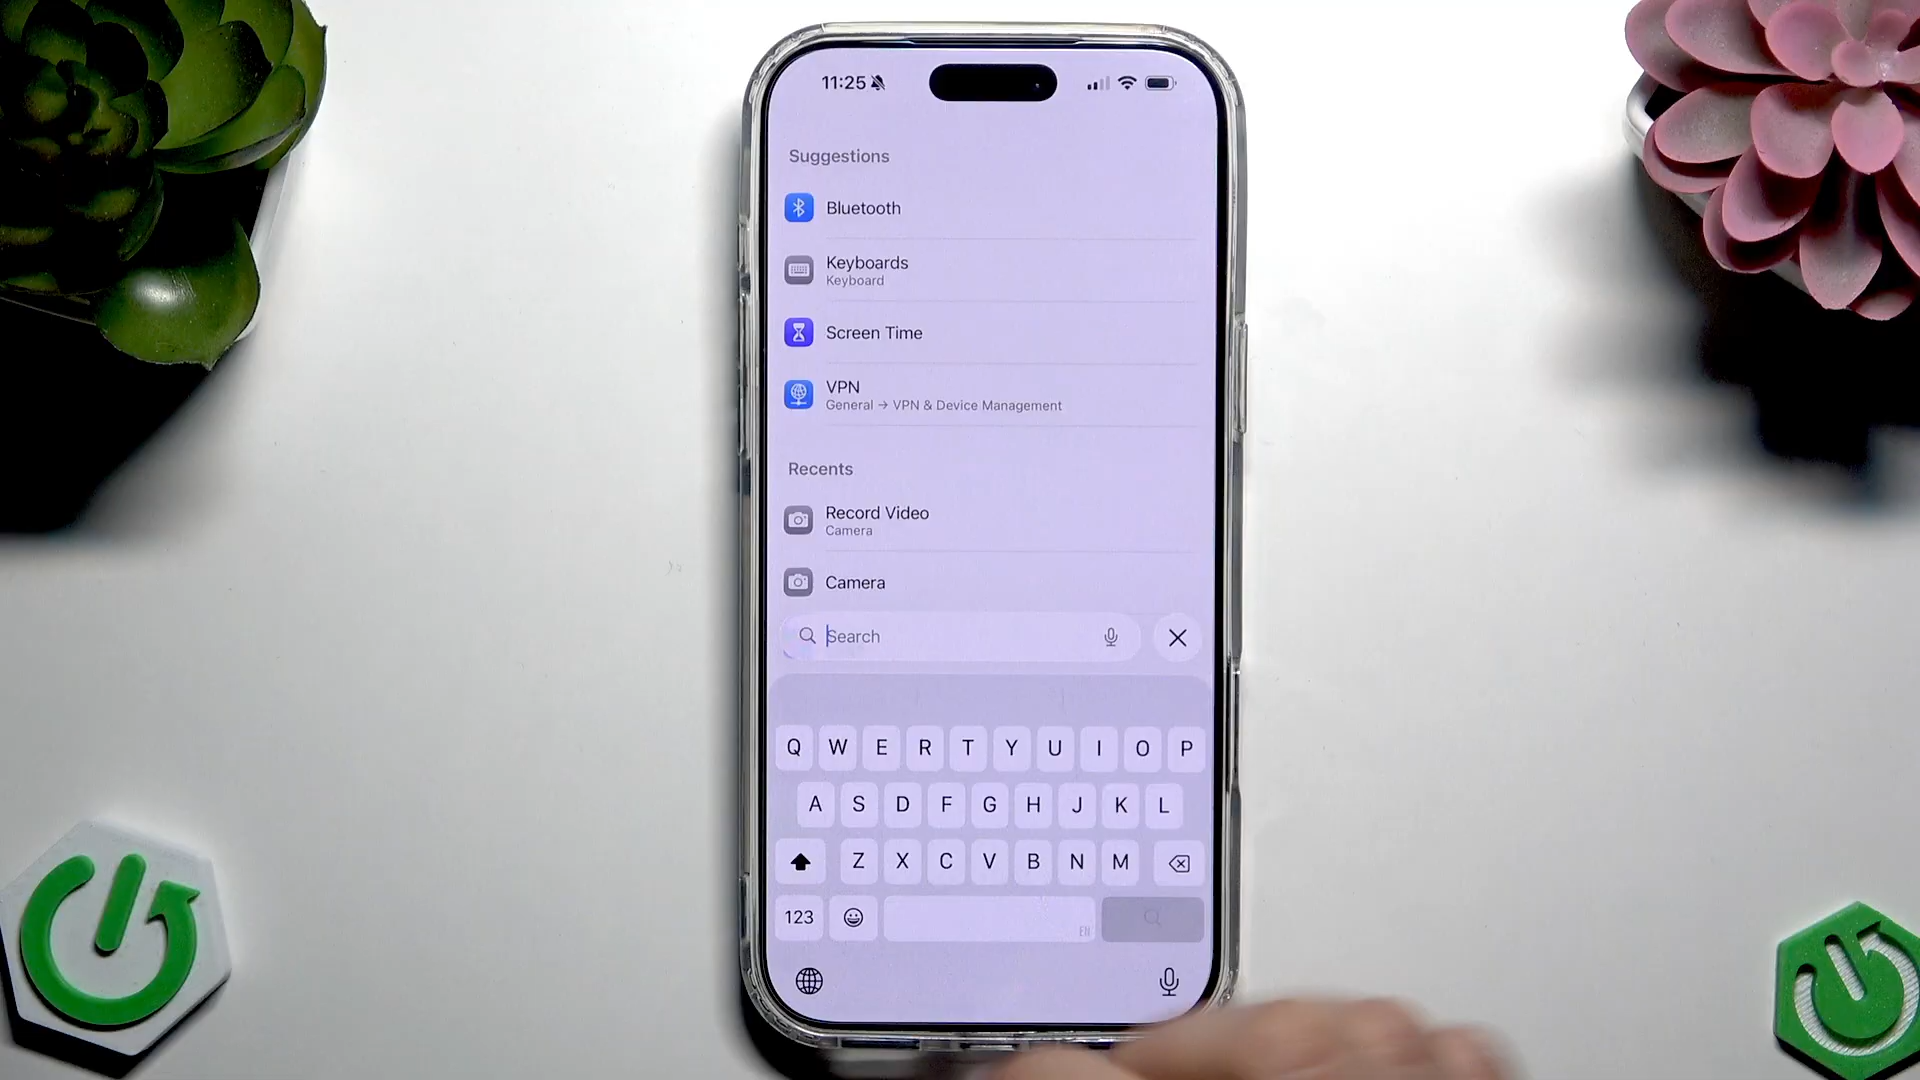 11:25
Suggestions
Bluetooth
Keyboards
Keyboard
Screen Time
VPN
General → VPN & Device Management
Recents
Record Video
Camera
Camera
Search
Q W E R T Y U I O P
A S D F G H J K L
Z X C V B N M
123
EN